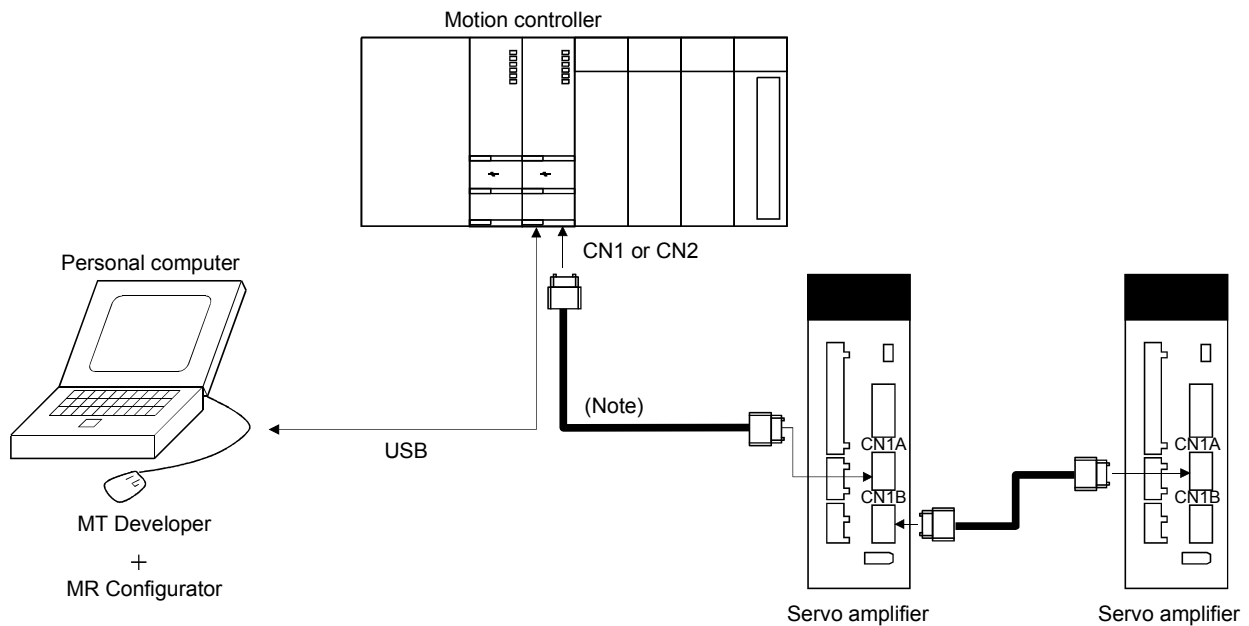 Motion controller
CN1 or CN2
Personal computer
(Note)
USB
CN1A
CN1B
CN1A
CN1B
MT Developer
+
MR Configurator
Servo amplifier
Servo amplifier